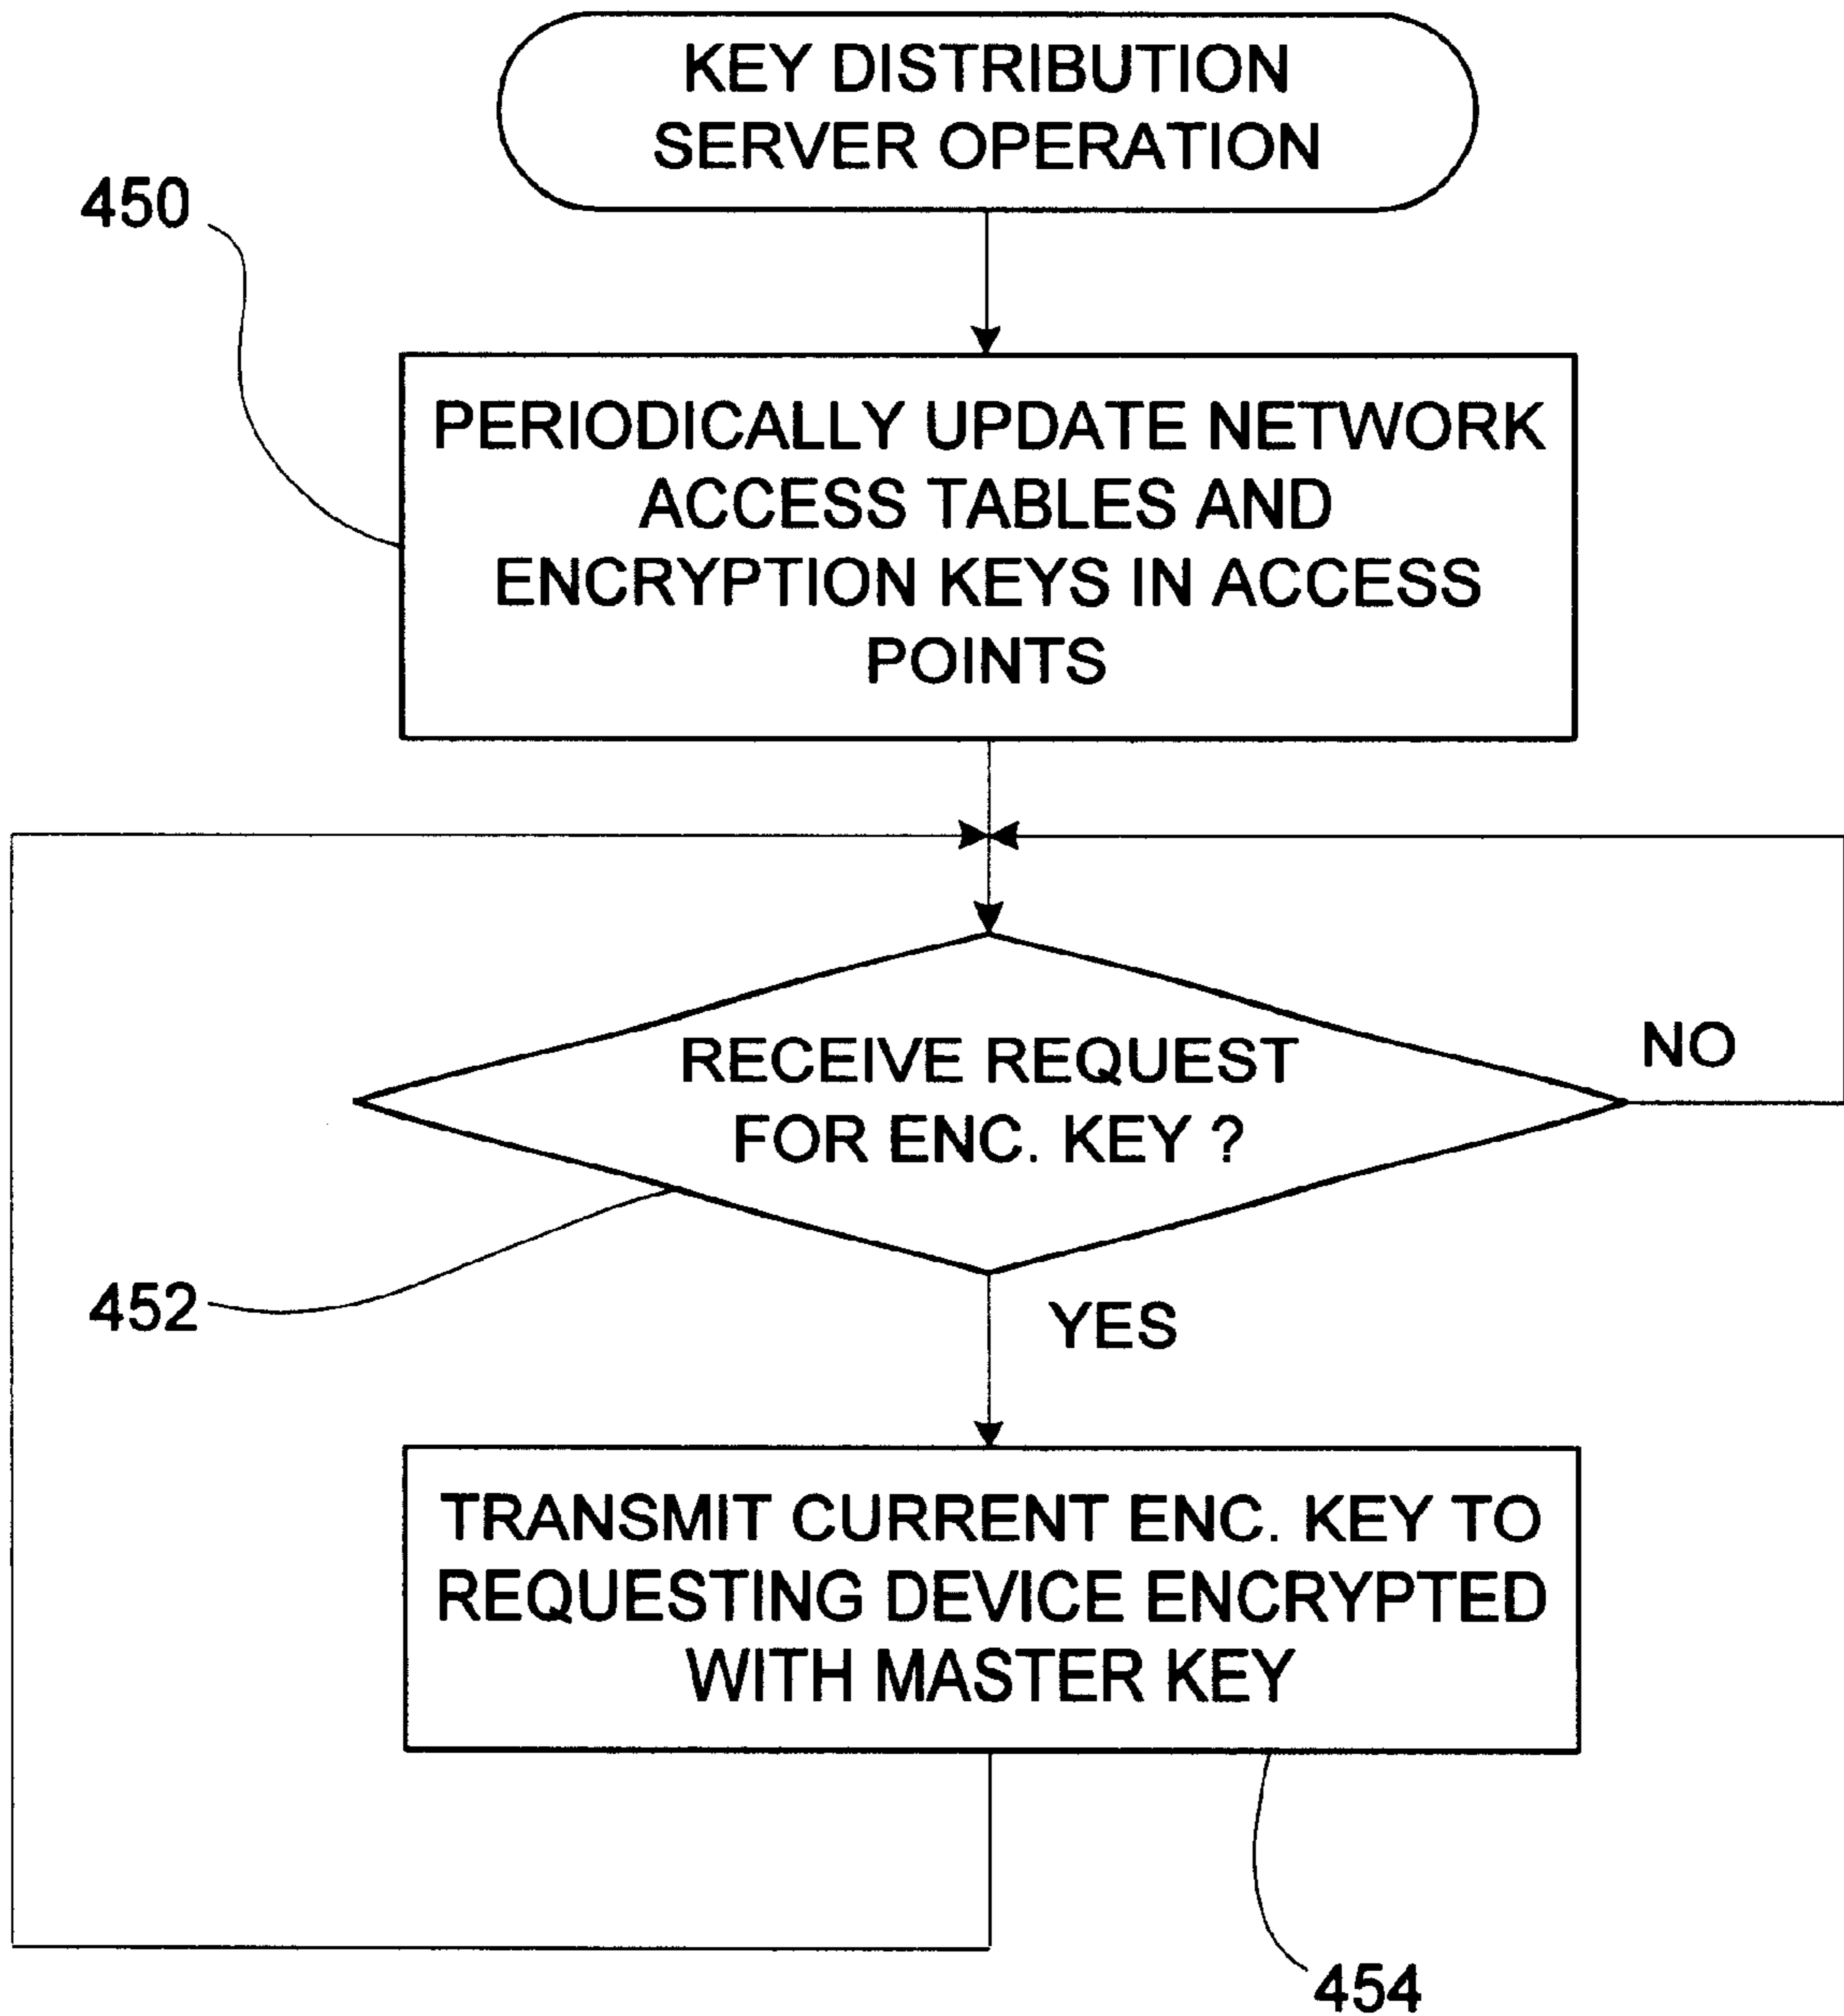 KEY DISTRIBUTION
SERVER OPERATION
450
PERIODICALLY UPDATE NETWORK
ACCESS TABLES AND
ENCRYPTION KEYS IN ACCESS
POINTS
RECEIVE REQUEST
FOR ENC. KEY ?
NO
452
YES
TRANSMIT CURRENT ENC. KEY TO
REQUESTING DEVICE ENCRYPTED
WITH MASTER KEY
454